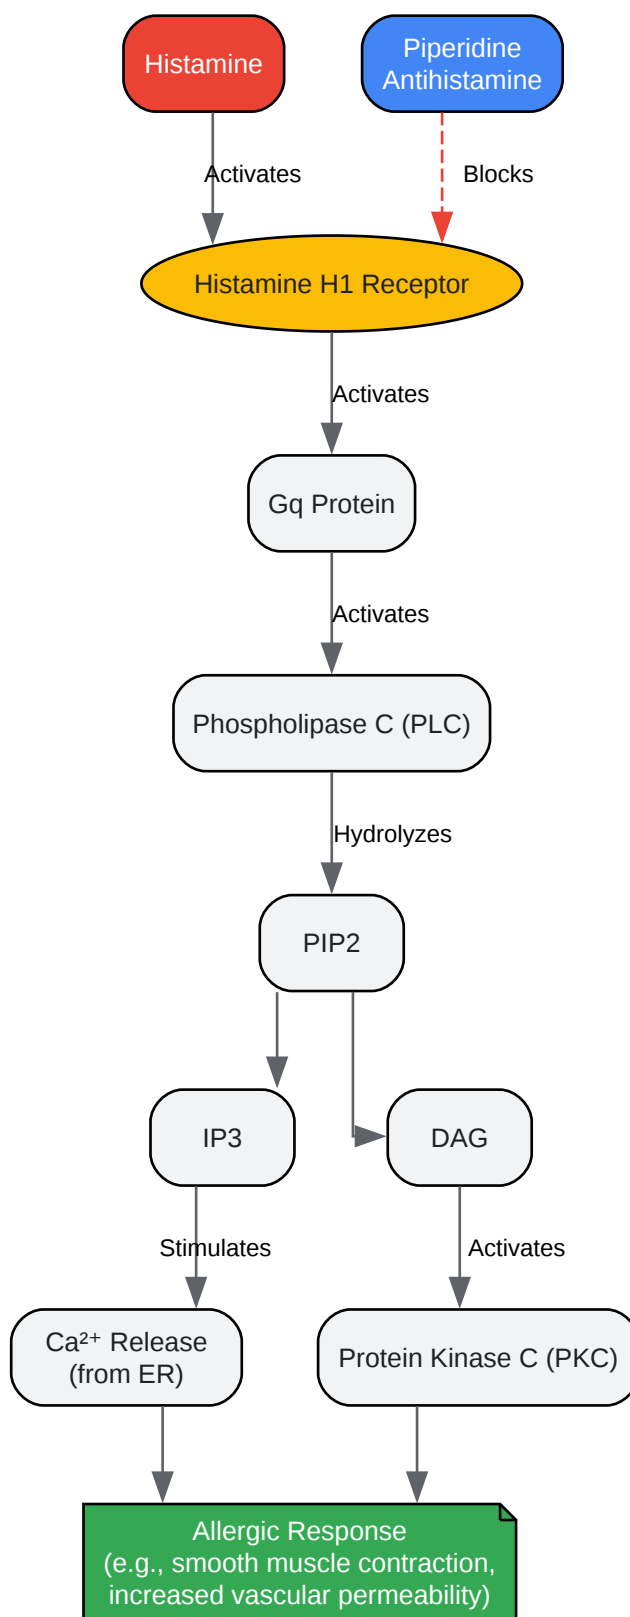 Histamine
Piperidine
Antihistamine
Activates
Blocks
Histamine H1 Receptor
Activates
Gq Protein
Activates
Phospholipase C (PLC)
Hydrolyzes
PIP2
IP3
DAG
Stimulates
Activates
Ca²⁺ Release
(from ER)
Protein Kinase C (PKC)
Allergic Response
(e.g., smooth muscle contraction,
increased vascular permeability)